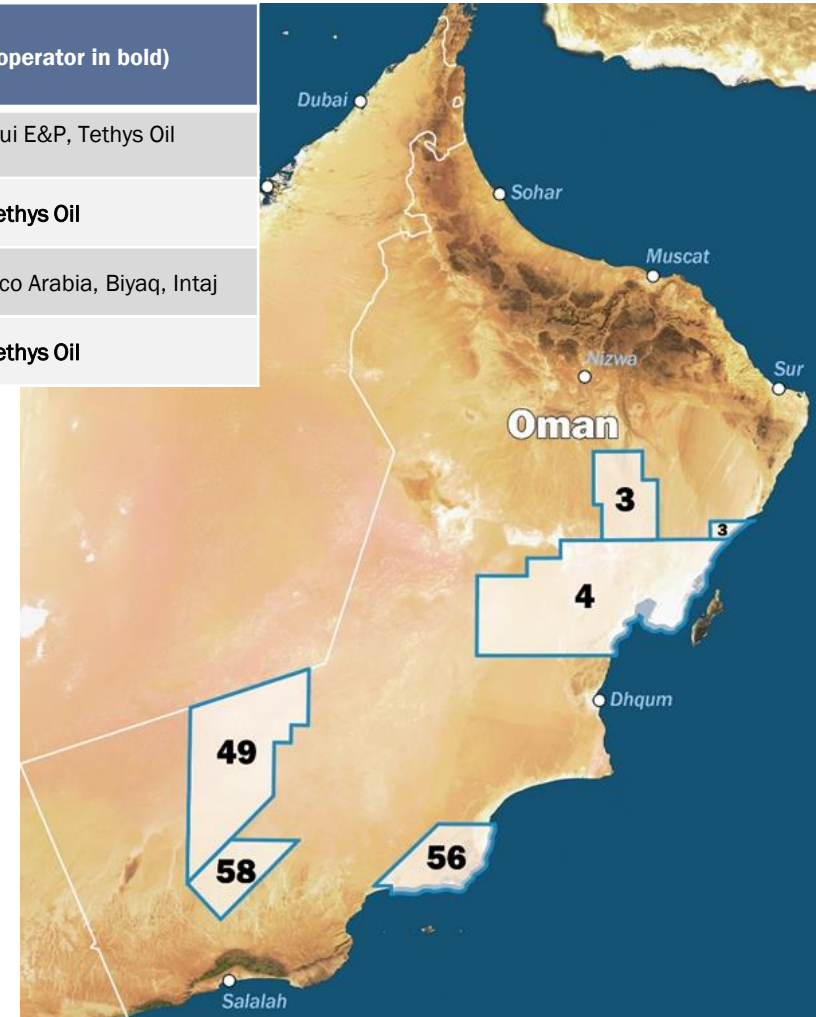 operator in bold)
ui E&P, Tethys Oil
ethys Oil
co Arabia, Biyaq, Intaj
ethys Oil
Dubai
Sohar
Muscat
Nizwa
Sur
Oman
3
3
4
Dhqum
49
58
56
Salalah